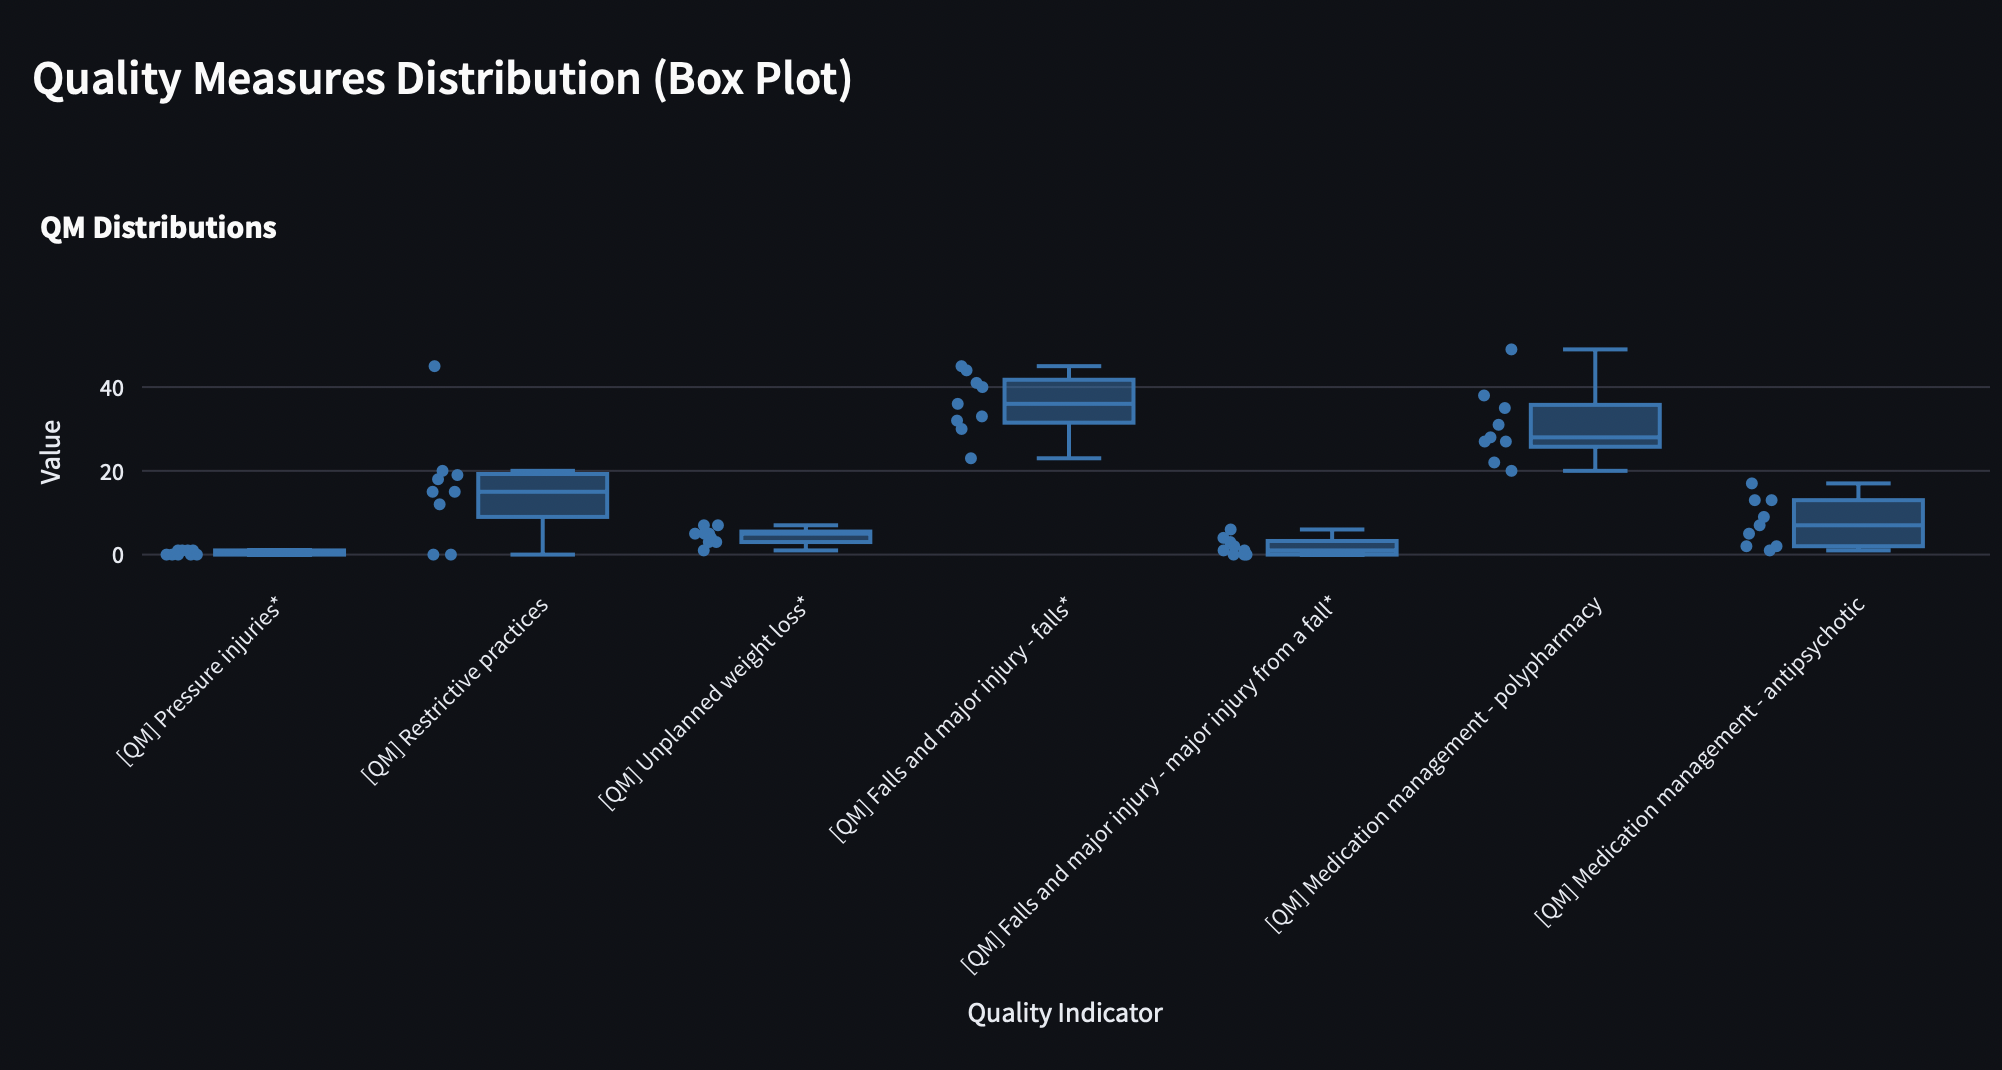 Quality Measures Distribution (Box Plot)
QM Distributions
Value
40
20
0
[QM] Pressure injuries*
[QM] Restrictive practices
[QM] Unplanned weight loss*
[QM] Falls and major injury - falls*
[QM] Falls and major injury - major injury from a fall*
[QM] Medication management - polypharmacy
[QM] Medication management - antipsychotic
Quality Indicator